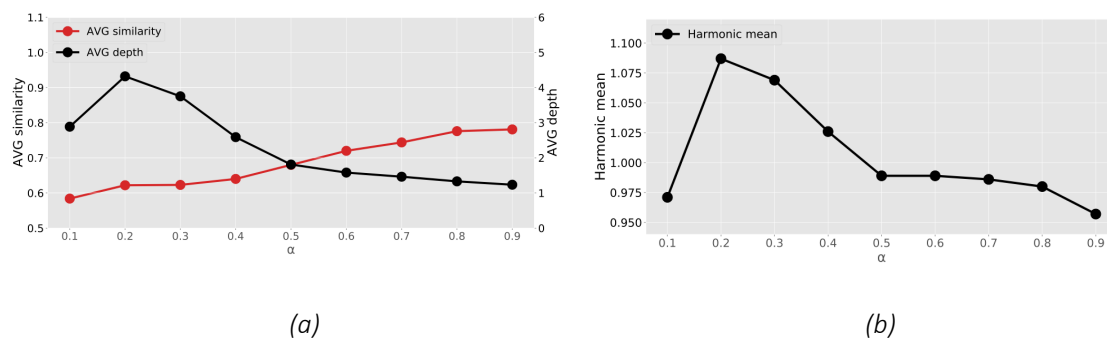 AVG similarity
AVG depth
1.1
1.0
0.9
0.8
0.7
0.6
0.5
AVG similarity
6
5
4
3
2
1
0
AVG depth
0.1 0.2 0.3 0.4 0.5 0.6 0.7 0.8 0.9
α
(a)
Harmonic mean
1.100
1.075
1.050
1.025
1.000
0.975
0.950
Harmonic mean
0.1 0.2 0.3 0.4 0.5 0.6 0.7 0.8 0.9
α
(b)